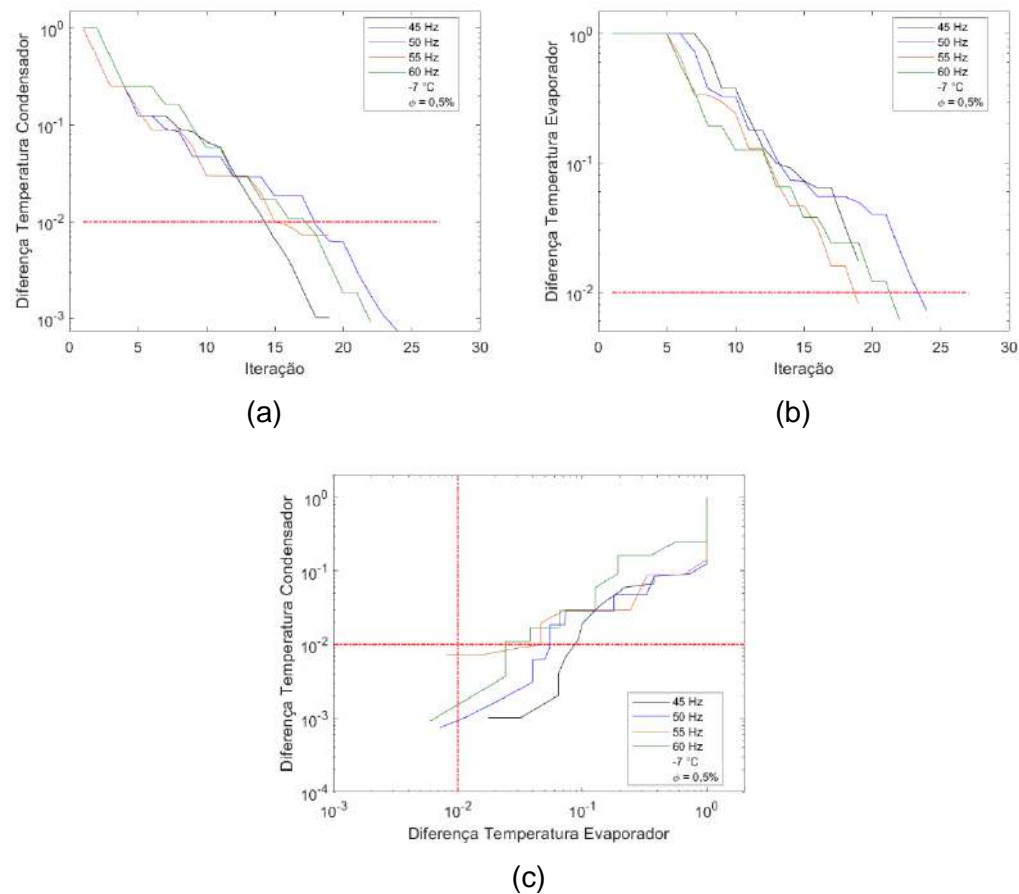 Diferença Temperatura Condensador
10^0
10^-1
10^-2
10^-3
0 5 10 15 20 25 30
Iteração
45 Hz
50 Hz
55 Hz
60 Hz
-7 °C
ϕ = 0,5%
(a)
Diferença Temperatura Evaporador
10^0
10^-1
10^-2
0 5 10 15 20 25 30
Iteração
45 Hz
50 Hz
55 Hz
60 Hz
-7 °C
ϕ = 0,5%
(b)
Diferença Temperatura Condensador
10^0
10^-1
10^-2
10^-3
10^-4
10^-3 10^-2 10^-1 10^0
Diferença Temperatura Evaporador
45 Hz
50 Hz
55 Hz
60 Hz
-7 °C
ϕ = 0,5%
(c)